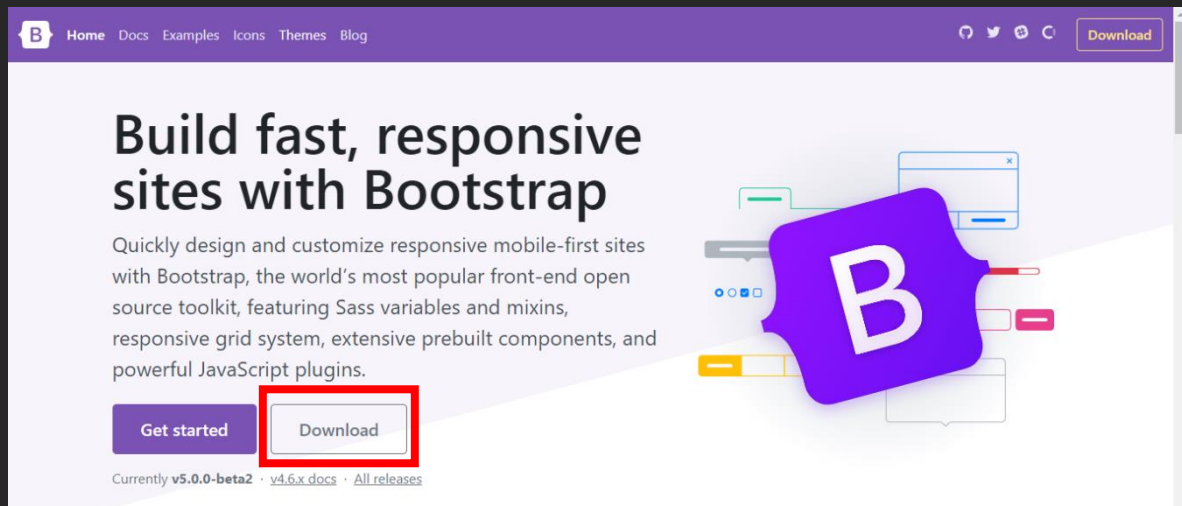 B Home Docs Examples Icons Themes Blog Download
Build fast, responsive
sites with Bootstrap
Quickly design and customize responsive mobile-first sites
with Bootstrap, the world's most popular front-end open
source toolkit, featuring Sass variables and mixins,
responsive grid system, extensive prebuilt components, and
powerful JavaScript plugins.
B
Get started Download
Currently v5.0.0-beta2 · v4.6.x docs · All releases